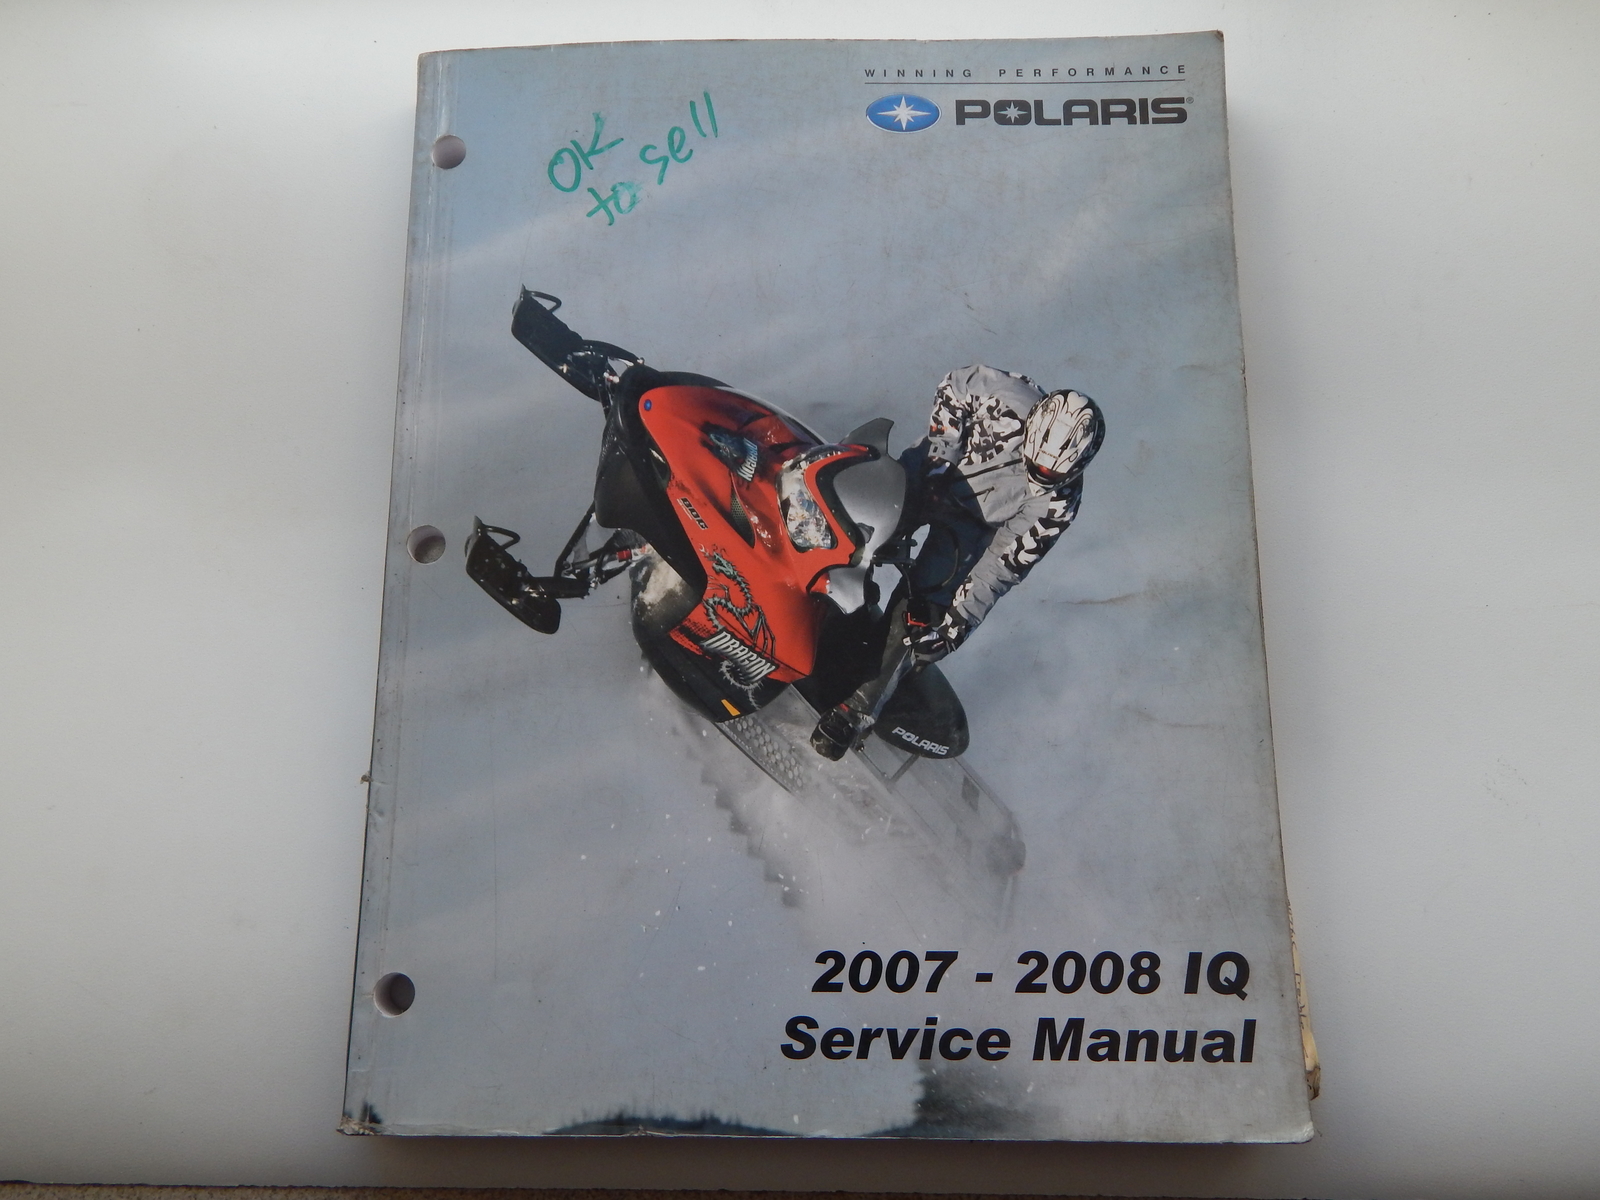 WINNING PERFORMANCE
POLARIS®
OK
to sell
DRAGON
POLARIS
2007 - 2008 IQ
Service Manual